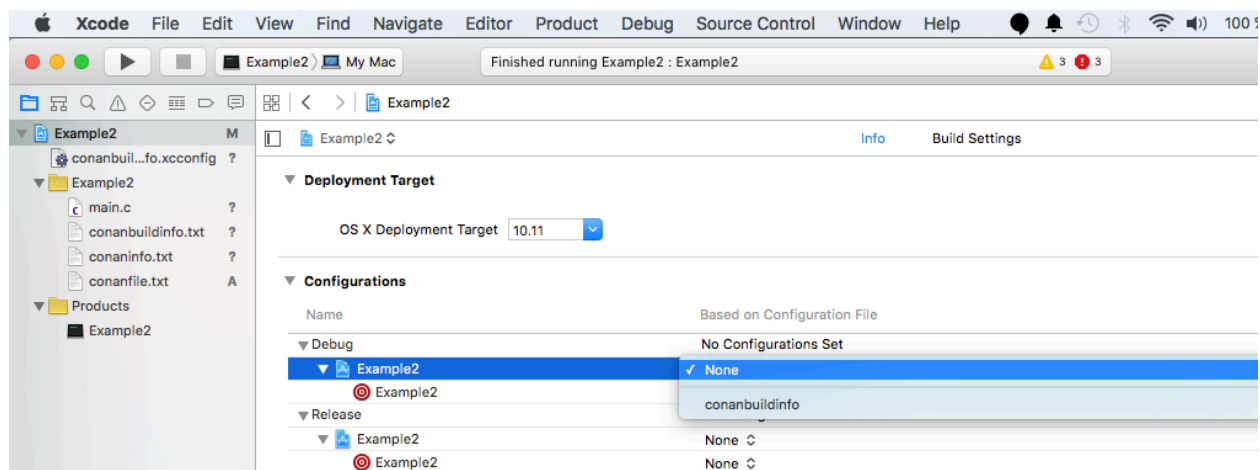 Xcode File Edit View Find Navigate Editor Product Debug Source Control Window Help 100
Example2 My Mac Finished running Example2 : Example2 3 3
Example2
Example2 M Example2 Info Build Settings
conanbuil...fo.xcconfig ?
Example2
Deployment Target
main.c ?
conanbuildinfo.txt ?
OS X Deployment Target 10.11
conaninfo.txt ?
conanfile.txt A
Configurations
Products
Name Based on Configuration File
Example2
Debug No Configurations Set
Example2 ✓ None
Example2
conanbuildinfo
Release
Example2 None
Example2 None